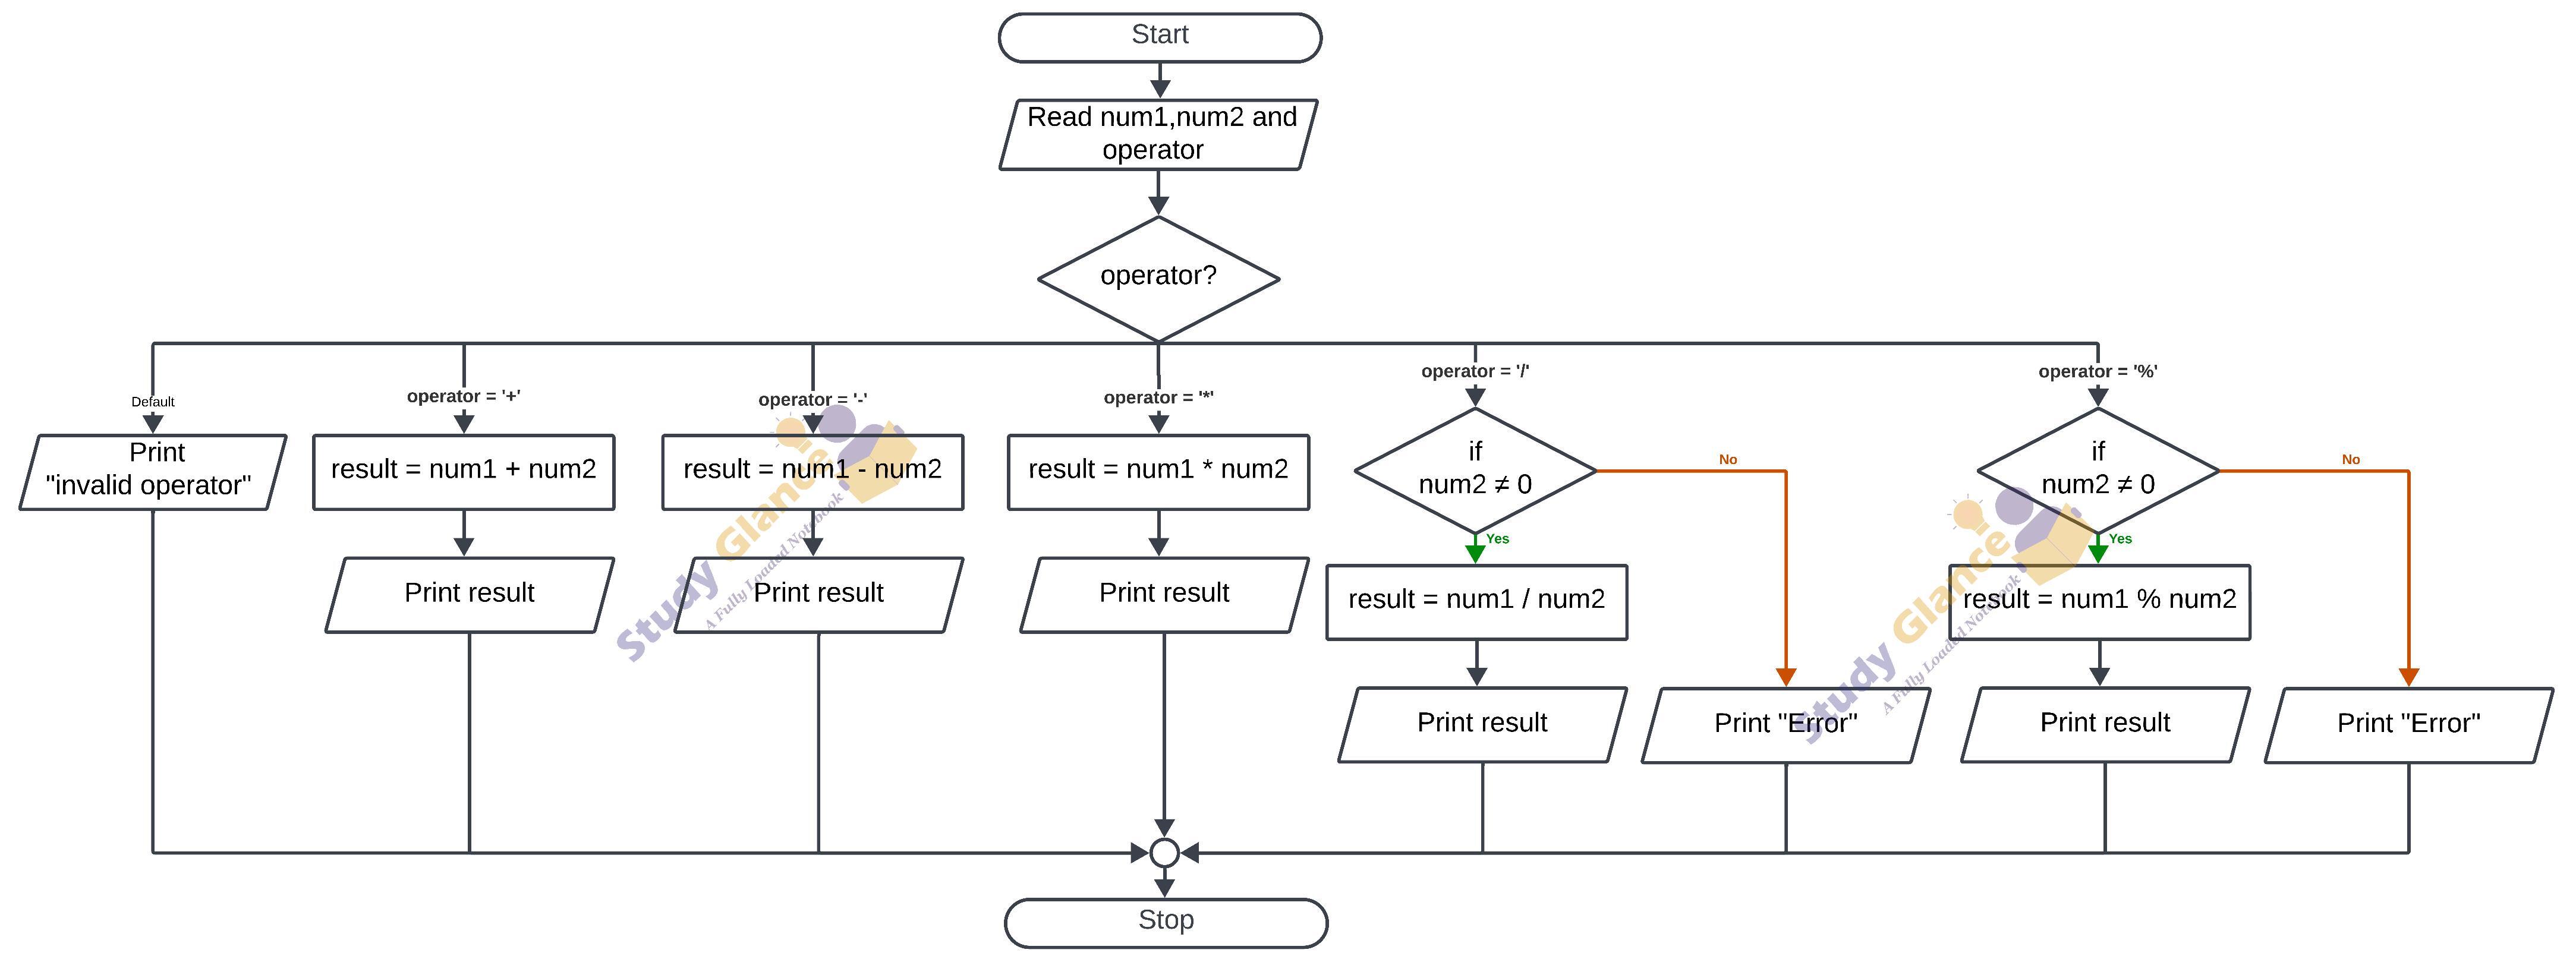 Start
Read num1,num2 and
operator
operator?
Default
operator = '+'
operator = '-'
operator = '*'
operator = '/'
operator = '%'
Print
"invalid operator"
result = num1 + num2
result = num1 - num2
result = num1 * num2
if
num2 ≠ 0
No
if
num2 ≠ 0
No
Yes
Yes
Print result
Print result
Print result
result = num1 / num2
result = num1 % num2
Print result
Print "Error"
Print result
Print "Error"
Stop
Study Glance
A Fully Loaded Notebook
Study Glance
A Fully Loaded Notebook